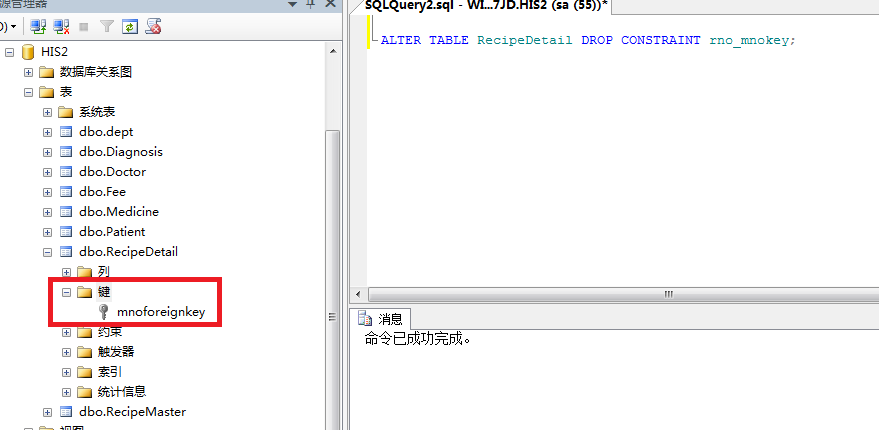 源管理器
SQLQuery2.sql - WI...7JD.HIS2 (sa (55))*
HIS2
数据库关系图
表
系统表
dbo.dept
dbo.Diagnosis
dbo.Doctor
dbo.Fee
dbo.Medicine
dbo.Patient
dbo.RecipeDetail
列
键
mnoforeignkey
约束
触发器
索引
统计信息
dbo.RecipeMaster
视图
ALTER TABLE RecipeDetail DROP CONSTRAINT rno_mnokey;
消息
命令已成功完成。